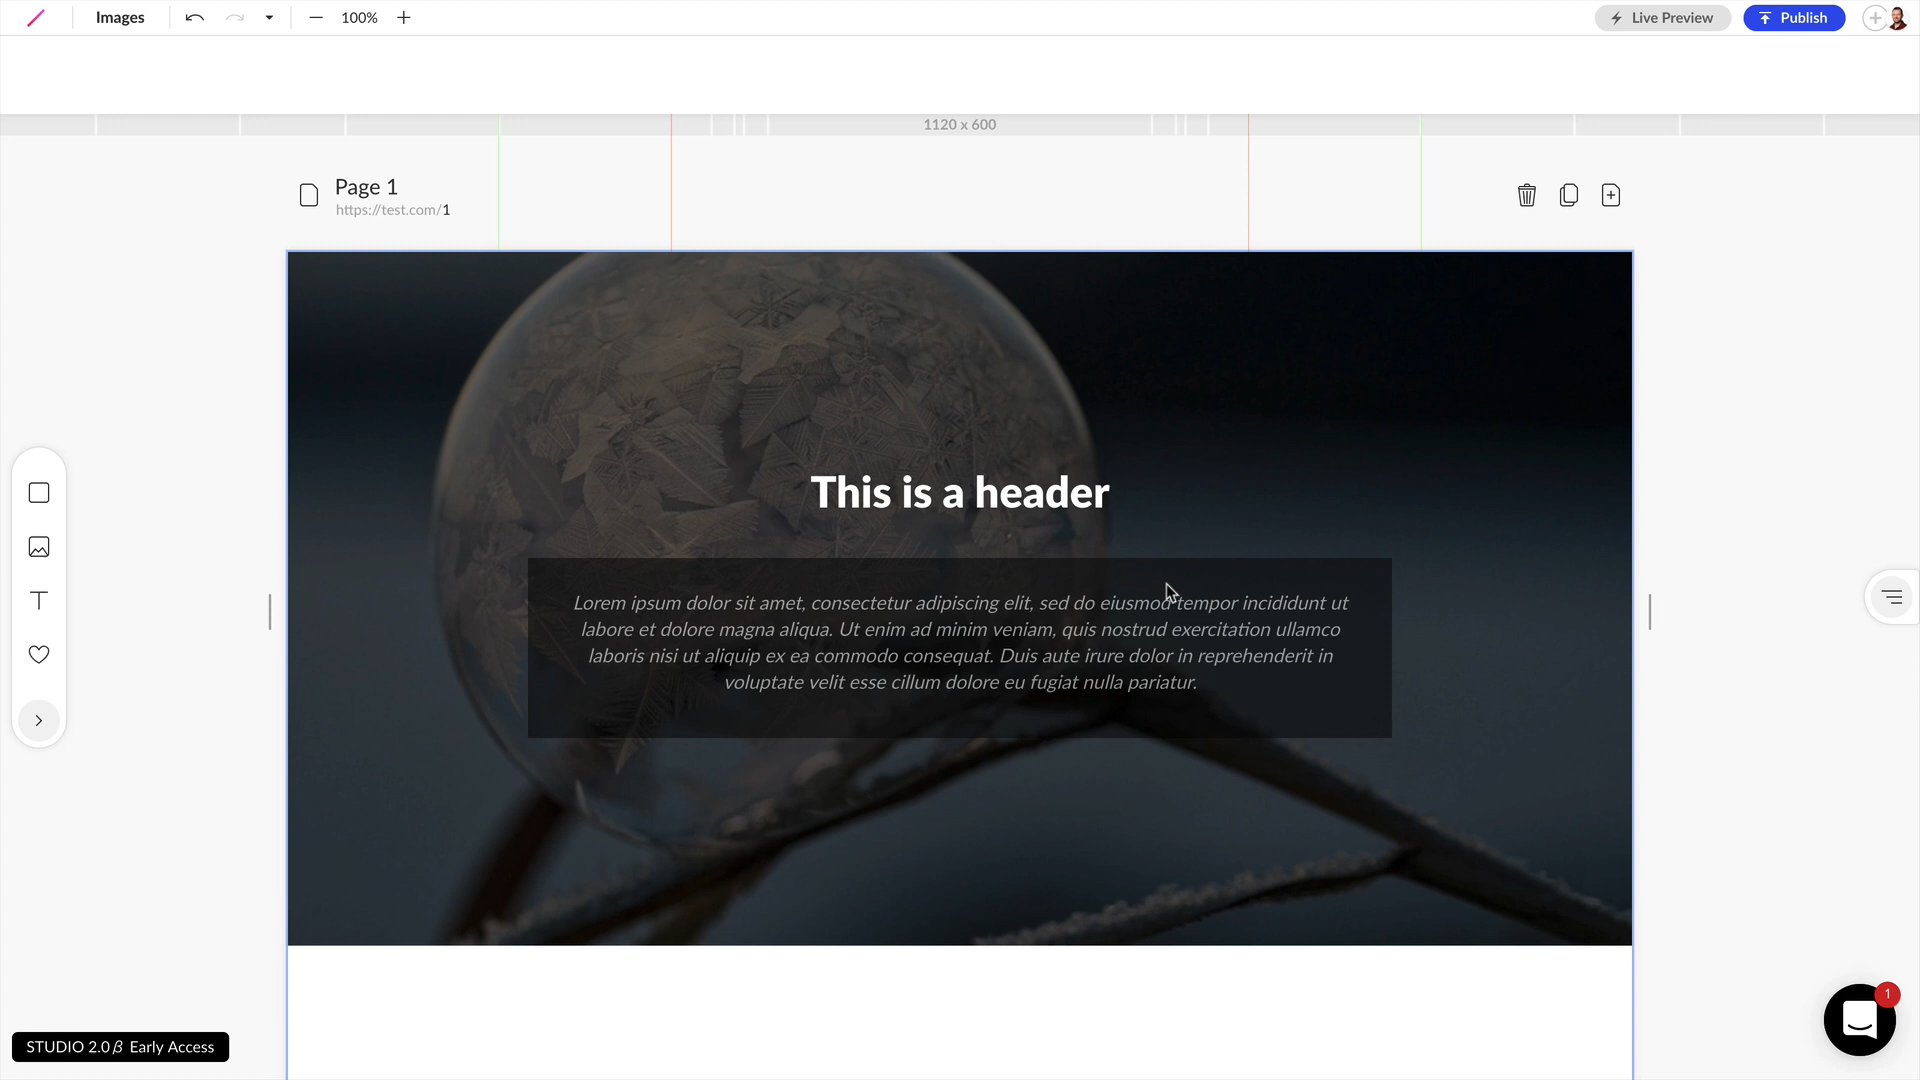 Images
100%
Live Preview
Publish
1120 x 600
Page 1
https://test.com/1
This is a header
Lorem ipsum dolor sit amet, consectetur adipiscing elit, sed do eiusmod tempor incididunt ut
labore et dolore magna aliqua. Ut enim ad minim veniam, quis nostrud exercitation ullamco
laboris nisi ut aliquip ex ea commodo consequat. Duis aute irure dolor in reprehenderit in
voluptate velit esse cillum dolore eu fugiat nulla pariatur.
1
STUDIO 2.0 β Early Access